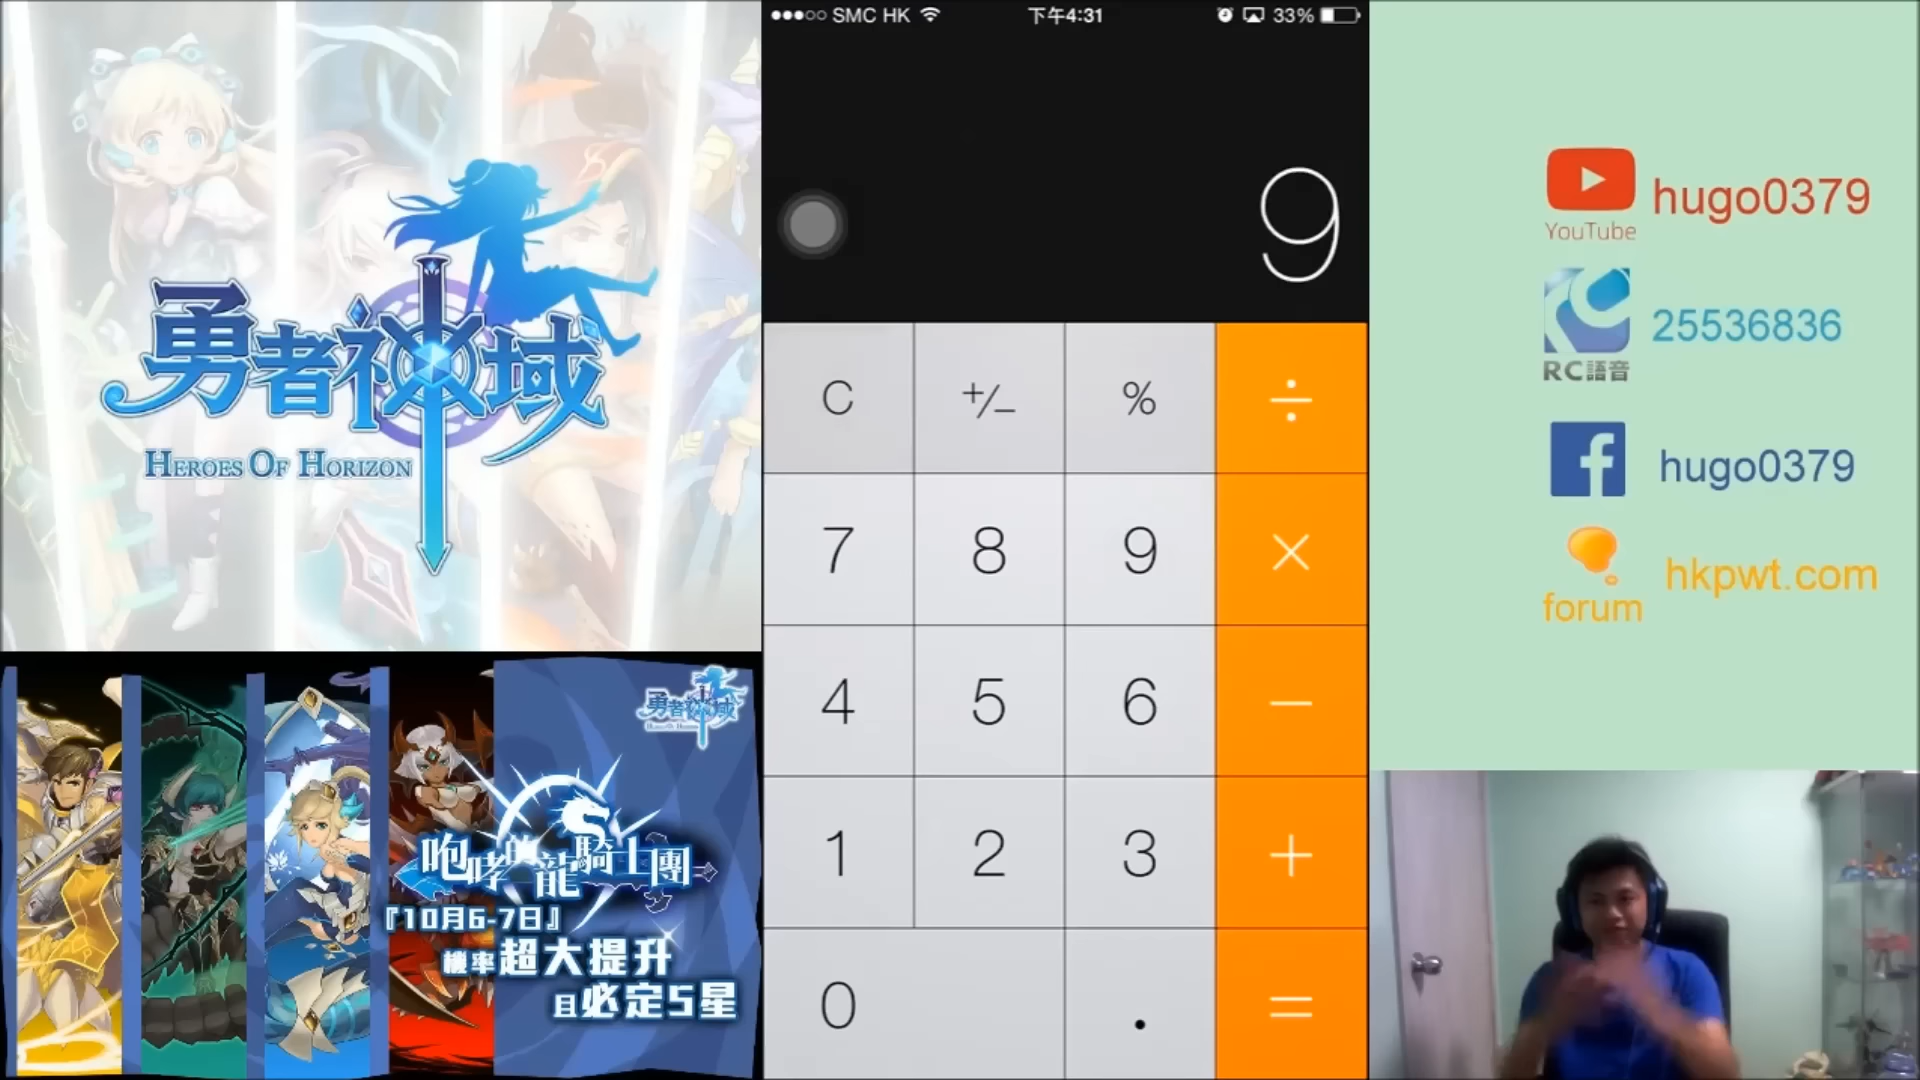 勇者神域
HEROES OF HORIZON
勇者神域
咆哮的龍騎士團
『10月6-7日』
機率超大提升
且必定5星
SMC HK
下午4:31
33%
9
C
+/-
%
÷
7
8
9
×
4
5
6
−
1
2
3
+
0
.
=
YouTube
hugo0379
RC語音
25536836
hugo0379
forum
hkpwt.com